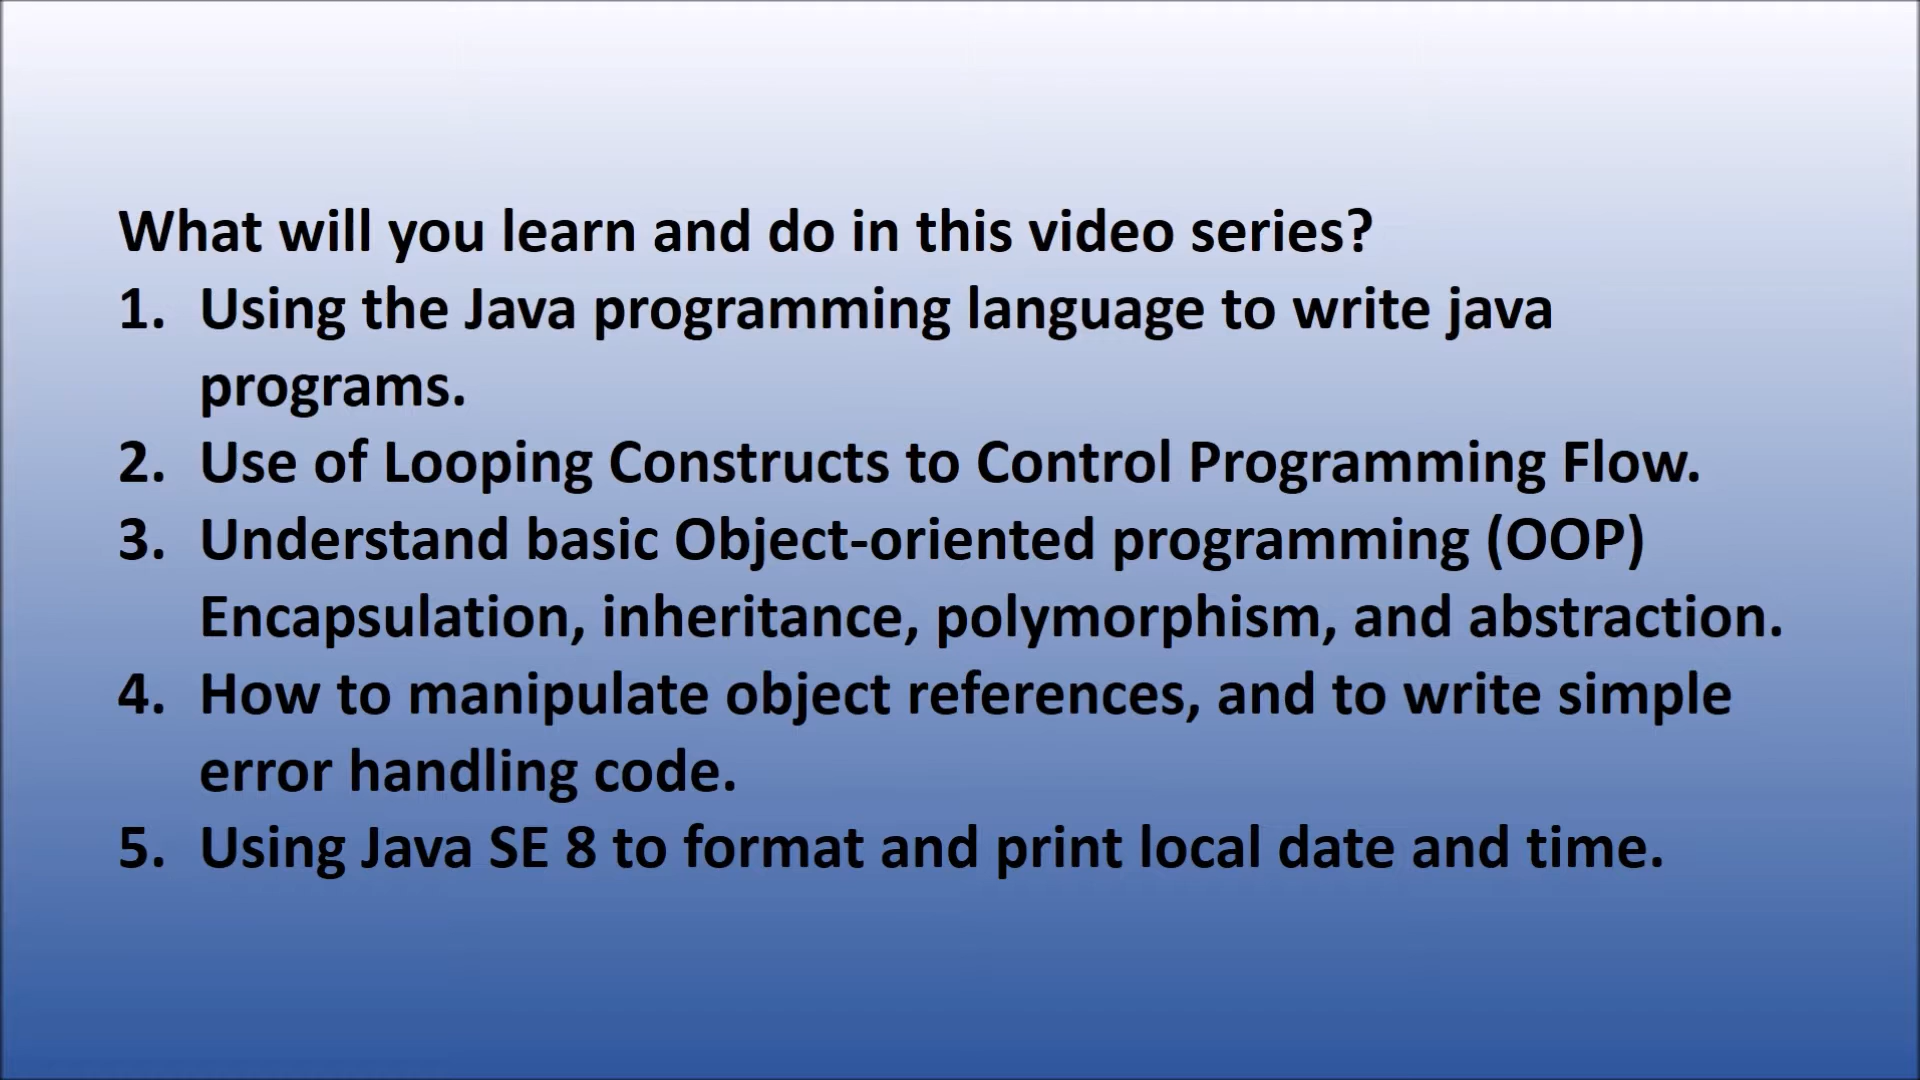 What will you learn and do in this video series?
1. Using the Java programming language to write java
programs.
2. Use of Looping Constructs to Control Programming Flow.
3. Understand basic Object-oriented programming (OOP)
Encapsulation, inheritance, polymorphism, and abstraction.
4. How to manipulate object references, and to write simple
error handling code.
5. Using Java SE 8 to format and print local date and time.